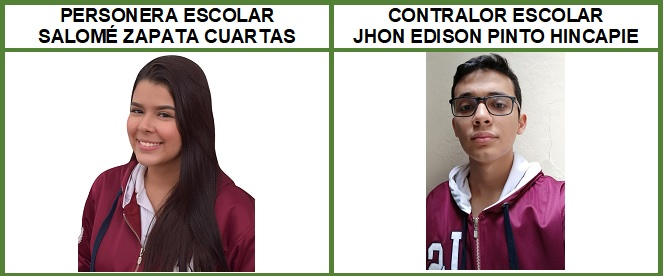 PERSONERA ESCOLAR
SALOMÉ ZAPATA CUARTAS
CONTRALOR ESCOLAR
JHON EDISON PINTO HINCAPIE